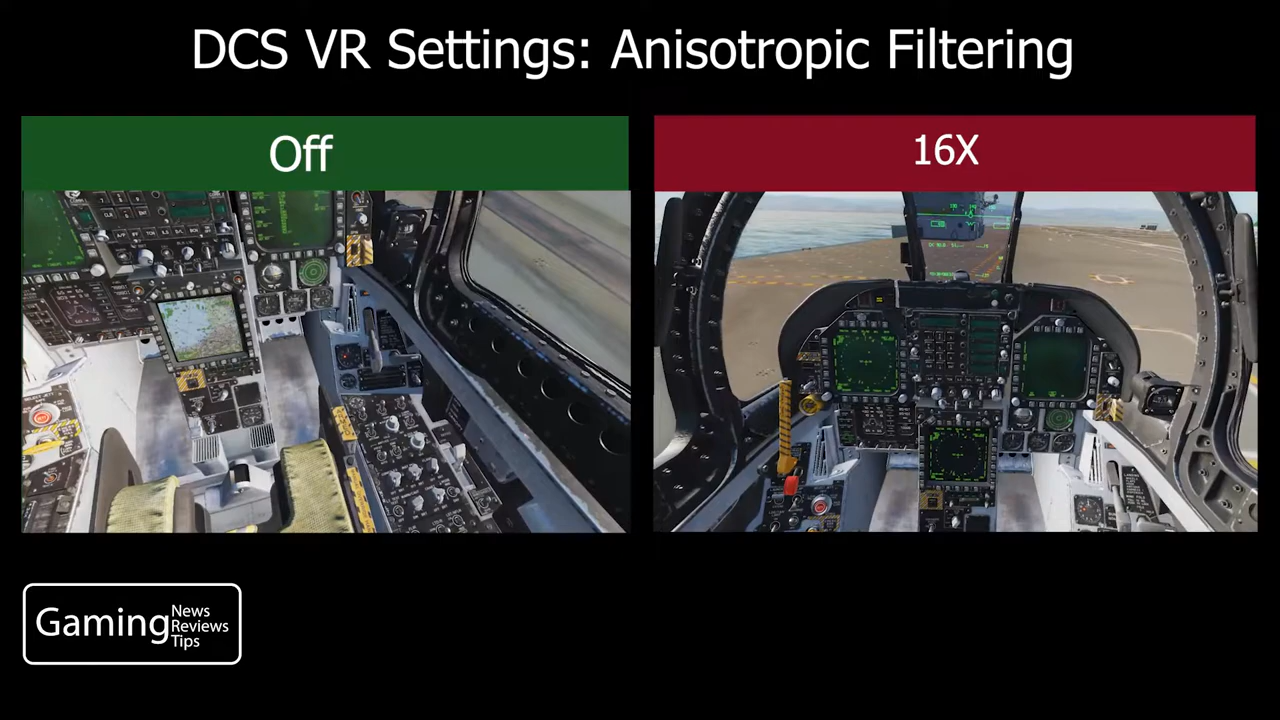 DCS VR Settings: Anisotropic Filtering
Off
16X
Gaming
News
Reviews
Tips